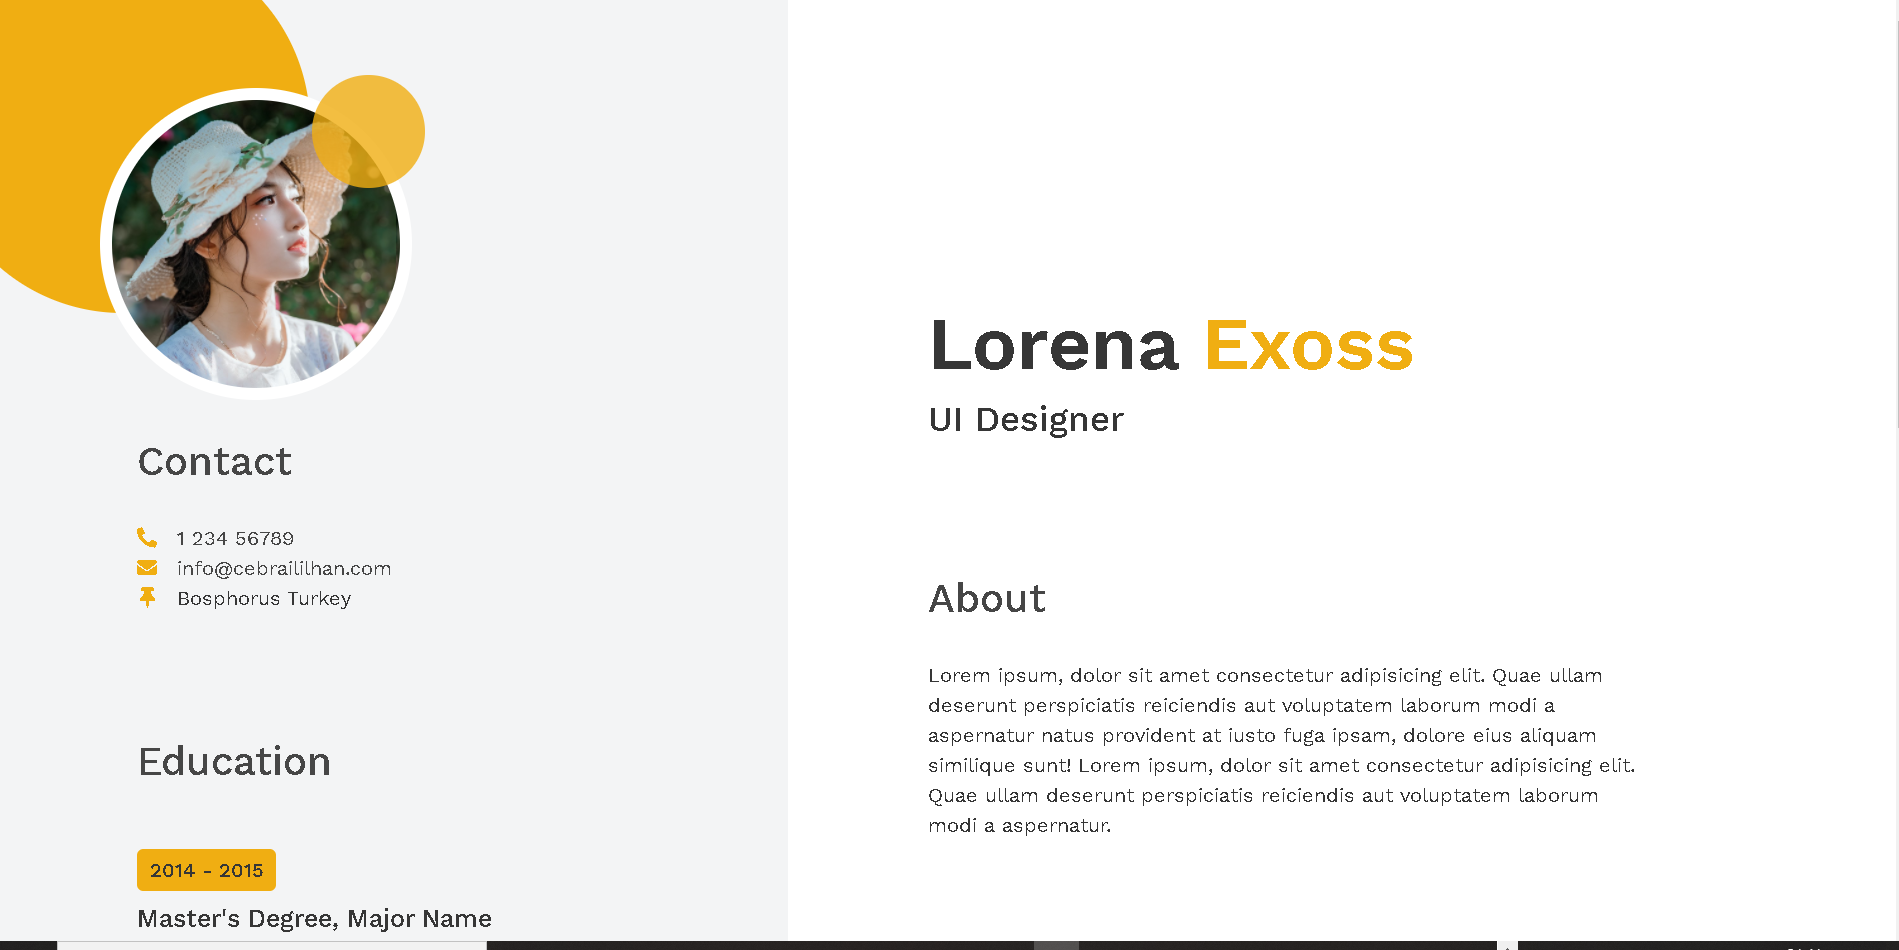 Contact
1 234 56789
info@cebraililhan.com
Bosphorus Turkey
Education
2014 - 2015
Master's Degree, Major Name
Lorena Exoss
UI Designer
About
Lorem ipsum, dolor sit amet consectetur adipisicing elit. Quae ullam
deserunt perspiciatis reiciendis aut voluptatem laborum modi a
aspernatur natus provident at iusto fuga ipsam, dolore eius aliquam
similique sunt! Lorem ipsum, dolor sit amet consectetur adipisicing elit.
Quae ullam deserunt perspiciatis reiciendis aut voluptatem laborum
modi a aspernatur.